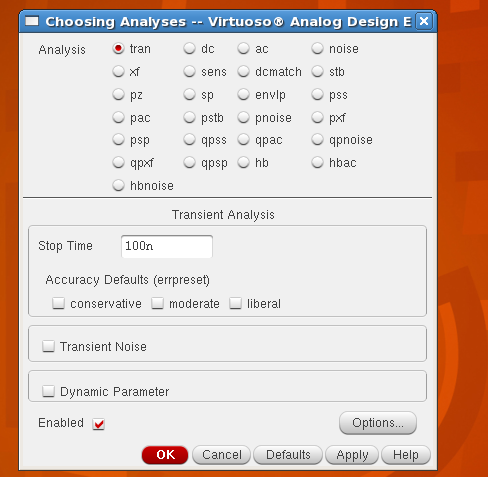 Choosing Analyses -- Virtuoso® Analog Design E
Analysis tran dc ac noise
xf sens dcmatch stb
pz sp envlp pss
pac pstb pnoise pxf
psp qpss qpac qpnoise
qpxf qpsp hb hbac
hbnoise
Transient Analysis
Stop Time 100n
Accuracy Defaults (errpreset)
conservative moderate liberal
Transient Noise
Dynamic Parameter
Enabled Options...
OK Cancel Defaults Apply Help